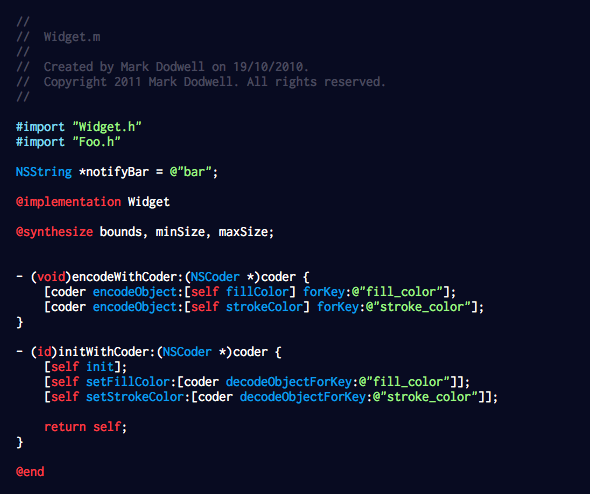 //
//  Widget.m
//
//  Created by Mark Dodwell on 19/10/2010.
//  Copyright 2011 Mark Dodwell. All rights reserved.
//

#import "Widget.h"
#import "Foo.h"

NSString *notifyBar = @"bar";

@implementation Widget

@synthesize bounds, minSize, maxSize;


- (void)encodeWithCoder:(NSCoder *)coder {
    [coder encodeObject:[self fillColor] forKey:@"fill_color"];
    [coder encodeObject:[self strokeColor] forKey:@"stroke_color"];
}

- (id)initWithCoder:(NSCoder *)coder {
    [self init];
    [self setFillColor:[coder decodeObjectForKey:@"fill_color"]];
    [self setStrokeColor:[coder decodeObjectForKey:@"stroke_color"]];

    return self;
}

@end